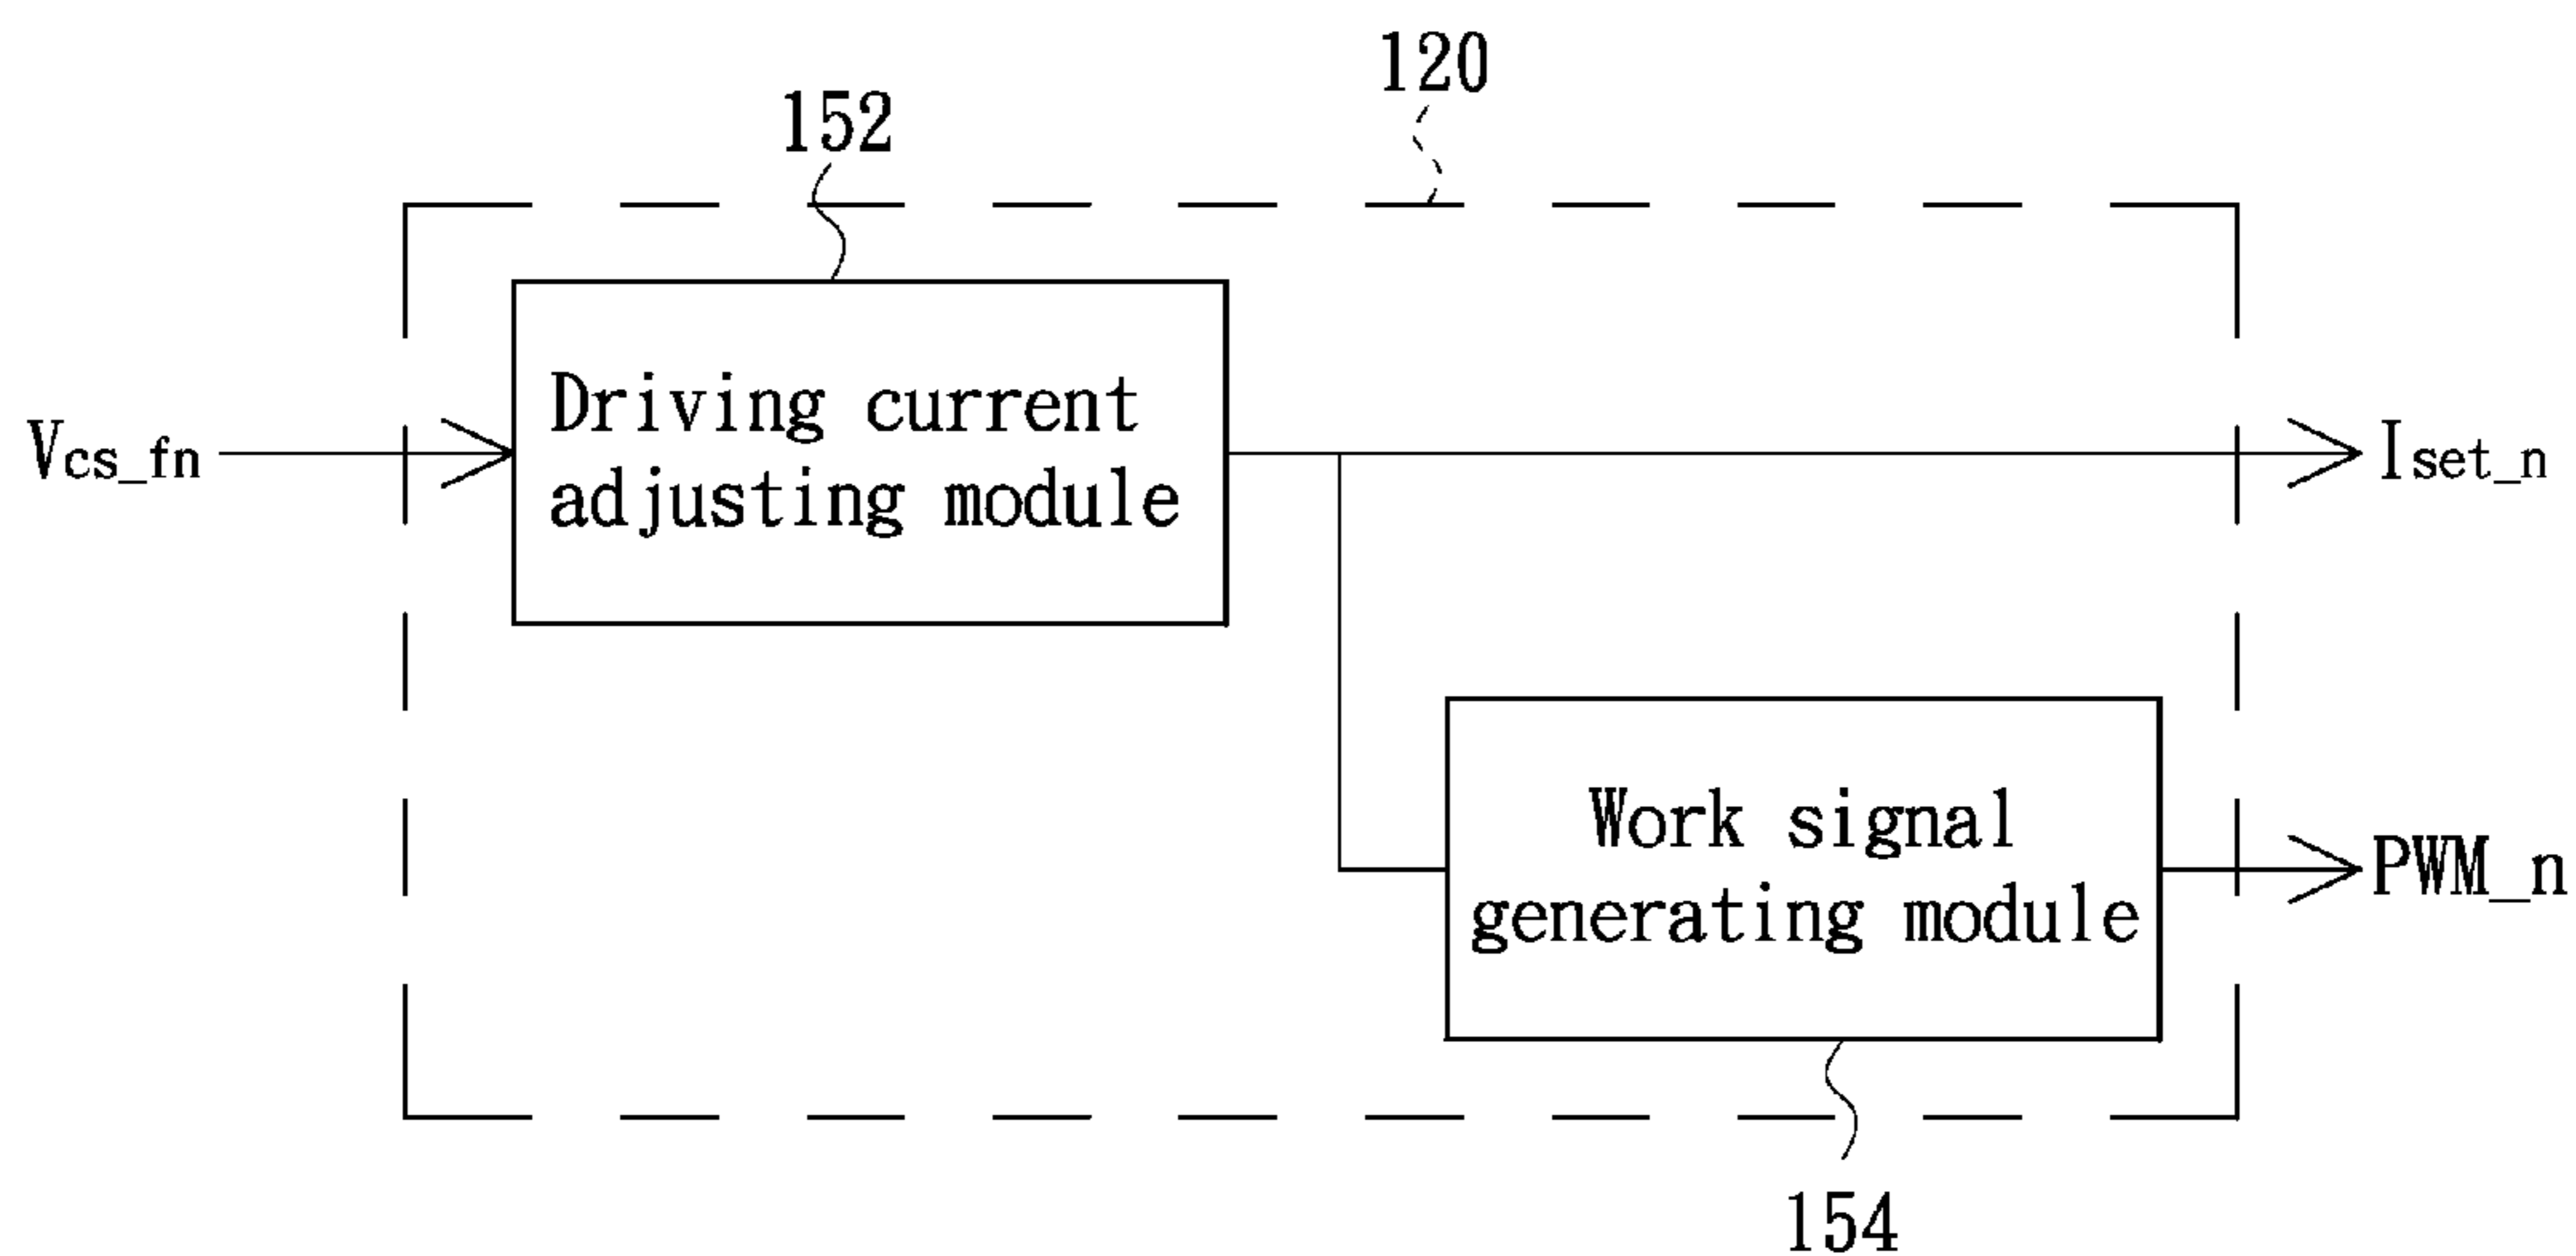 120
152
Driving current
adjusting module
Vcs_fn
Iset_n
Work signal
generating module
PWM_n
154